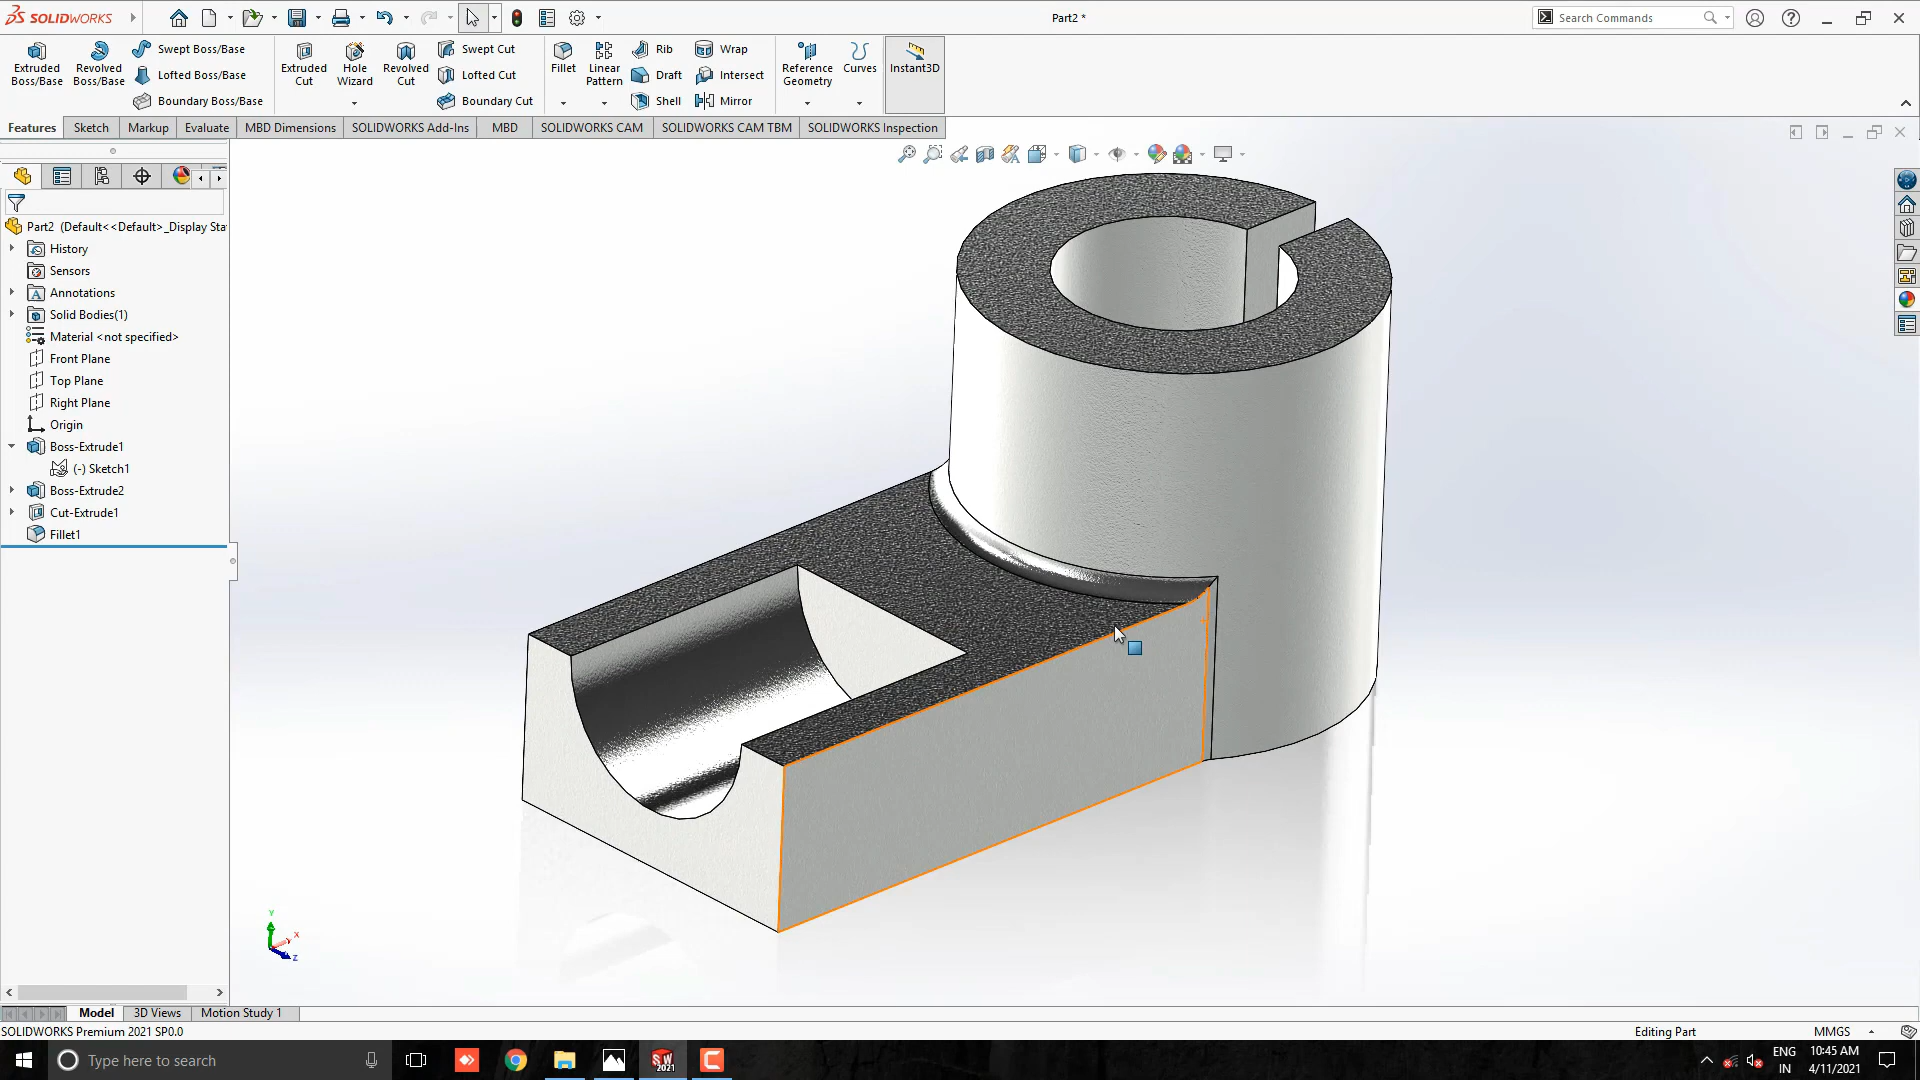 SOLIDWORKS
Part2 *
Search Commands
Extruded Boss/Base
Revolved Boss/Base
Swept Boss/Base
Lofted Boss/Base
Boundary Boss/Base
Extruded Cut
Hole Wizard
Revolved Cut
Swept Cut
Lofted Cut
Boundary Cut
Fillet
Linear Pattern
Rib
Draft
Shell
Wrap
Intersect
Mirror
Reference Geometry
Curves
Instant3D
Features
Sketch
Markup
Evaluate
MBD Dimensions
SOLIDWORKS Add-Ins
MBD
SOLIDWORKS CAM
SOLIDWORKS CAM TBM
SOLIDWORKS Inspection
Part2 (Default<<Default>_Display Sta
History
Sensors
Annotations
Solid Bodies(1)
Material <not specified>
Front Plane
Top Plane
Right Plane
Origin
Boss-Extrude1
(-) Sketch1
Boss-Extrude2
Cut-Extrude1
Fillet1
Y
X
Z
Model
3D Views
Motion Study 1
SOLIDWORKS Premium 2021 SP0.0
Editing Part
MMGS
Type here to search
SW
2021
ENG
IN
10:45 AM
4/11/2021